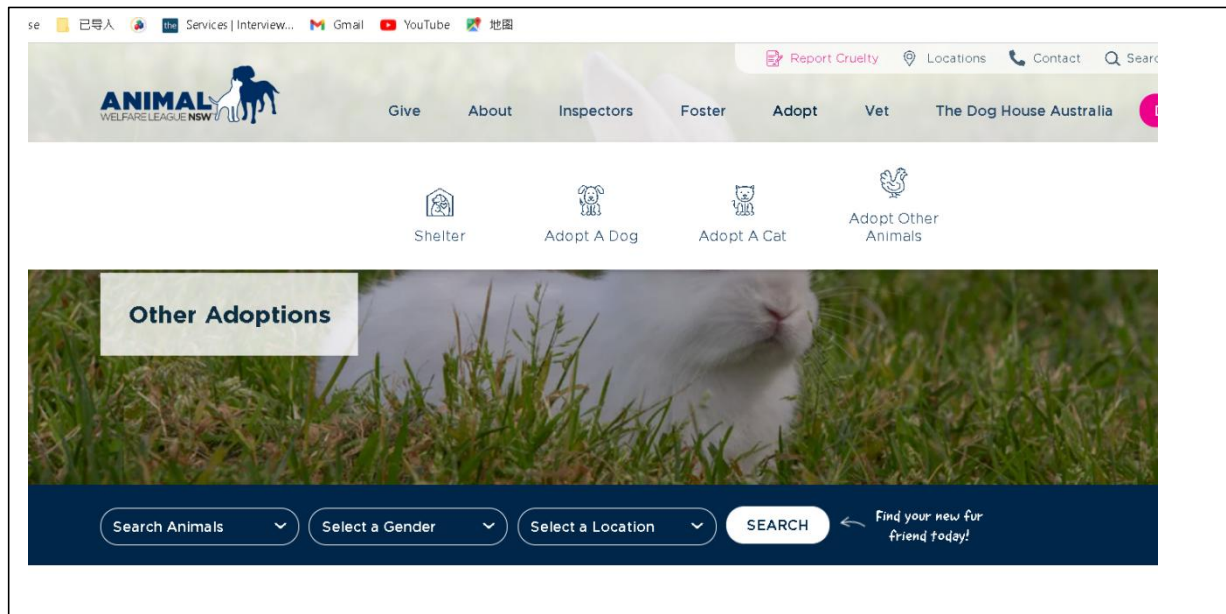 se 已导人 the Services | Interview... Gmail YouTube 地图
Report Cruelty Locations Contact Searc
ANIMAL
WELFARE LEAGUE NSW
Give About Inspectors Foster Adopt Vet The Dog House Australia D
Shelter Adopt A Dog Adopt A Cat Adopt Other
Animals
Other Adoptions
Search Animals Select a Gender Select a Location SEARCH Find your new fur
friend today!